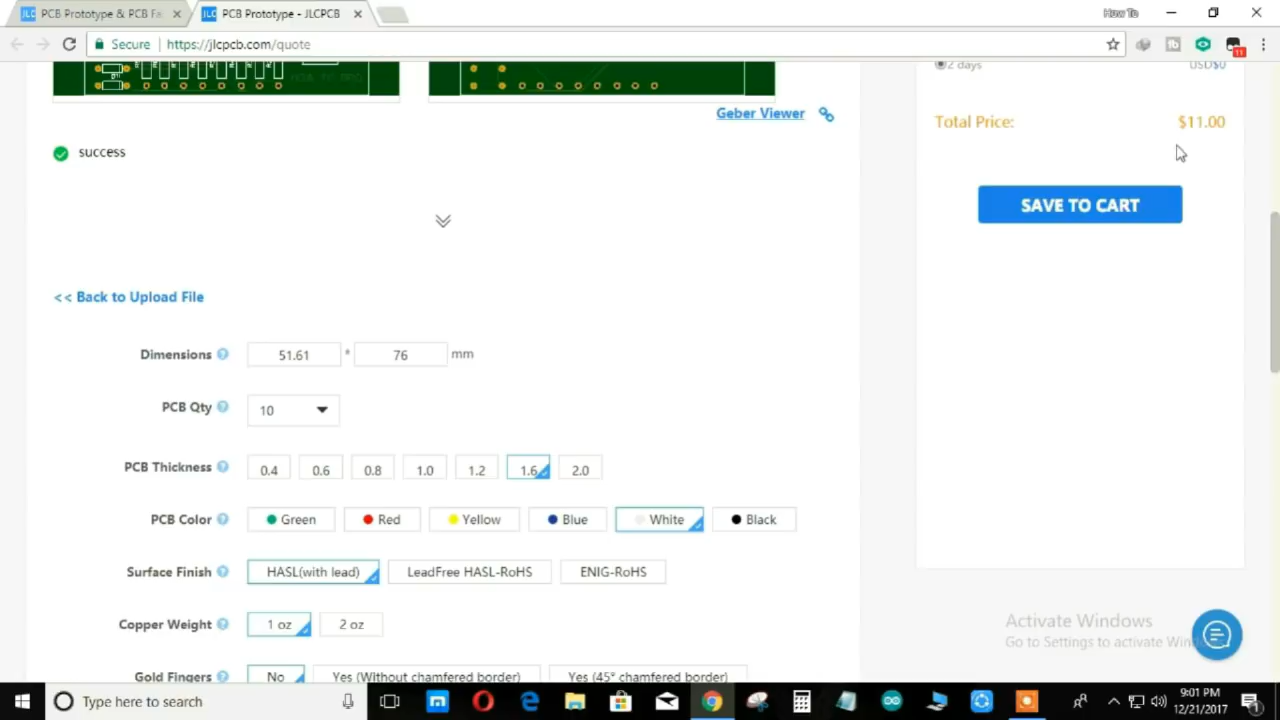 PCB Prototype & PCB Fa
PCB Prototype - JLCPCB
How To
Secure https://jlcpcb.com/quote
11
2 days USD$0
Geber Viewer
Total Price: $11.00
success
SAVE TO CART
<< Back to Upload File
Dimensions ? 51.61 * 76 mm
PCB Qty ? 10
PCB Thickness ? 0.4 0.6 0.8 1.0 1.2 1.6 2.0
PCB Color ? Green Red Yellow Blue White Black
Surface Finish ? HASL(with lead) LeadFree HASL-RoHS ENIG-RoHS
Copper Weight ? 1 oz 2 oz
Activate Windows
Go to Settings to activate Windows.
Gold Fingers ? No Yes (Without chamfered border) Yes (45° chamfered border)
Type here to search
9:01 PM
12/21/2017